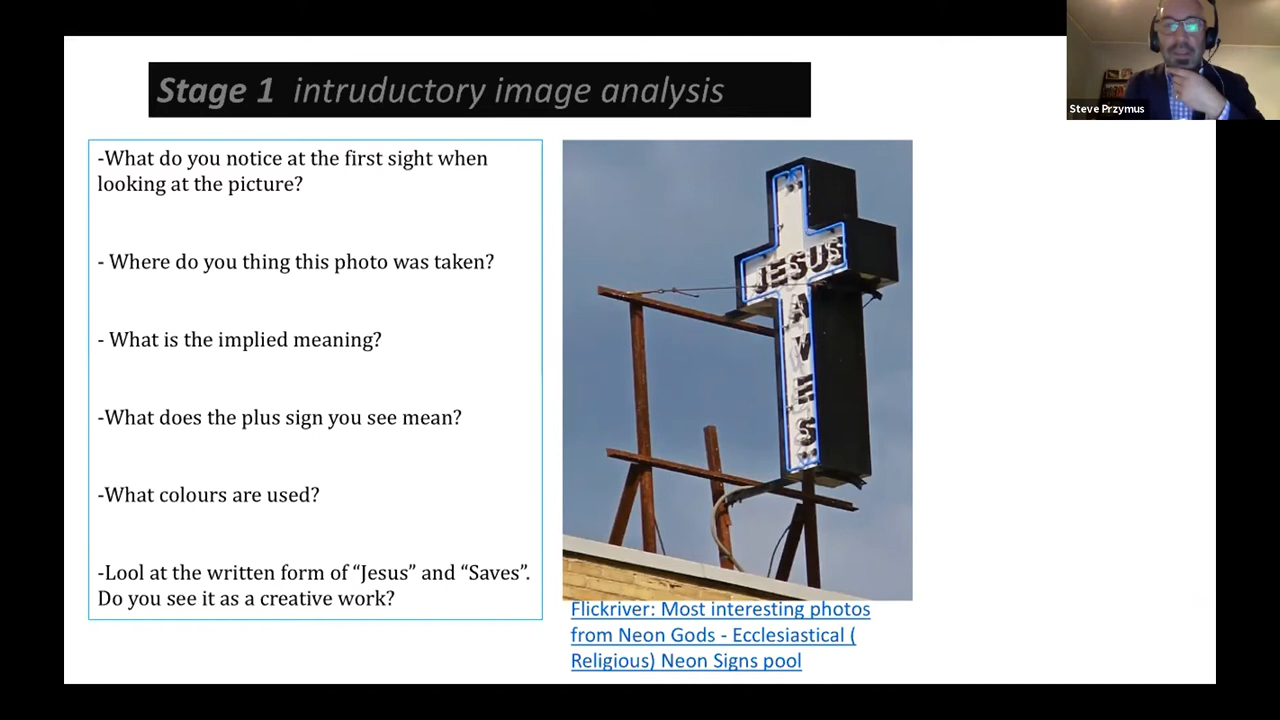 Stage 1 intruductory image analysis
Steve Przymus
-What do you notice at the first sight when
looking at the picture?
- Where do you thing this photo was taken?
- What is the implied meaning?
-What does the plus sign you see mean?
-What colours are used?
-Lool at the written form of “Jesus” and “Saves”.
Do you see it as a creative work?
JESUS
SAVES
Flickriver: Most interesting photos
from Neon Gods - Ecclesiastical (
Religious) Neon Signs pool